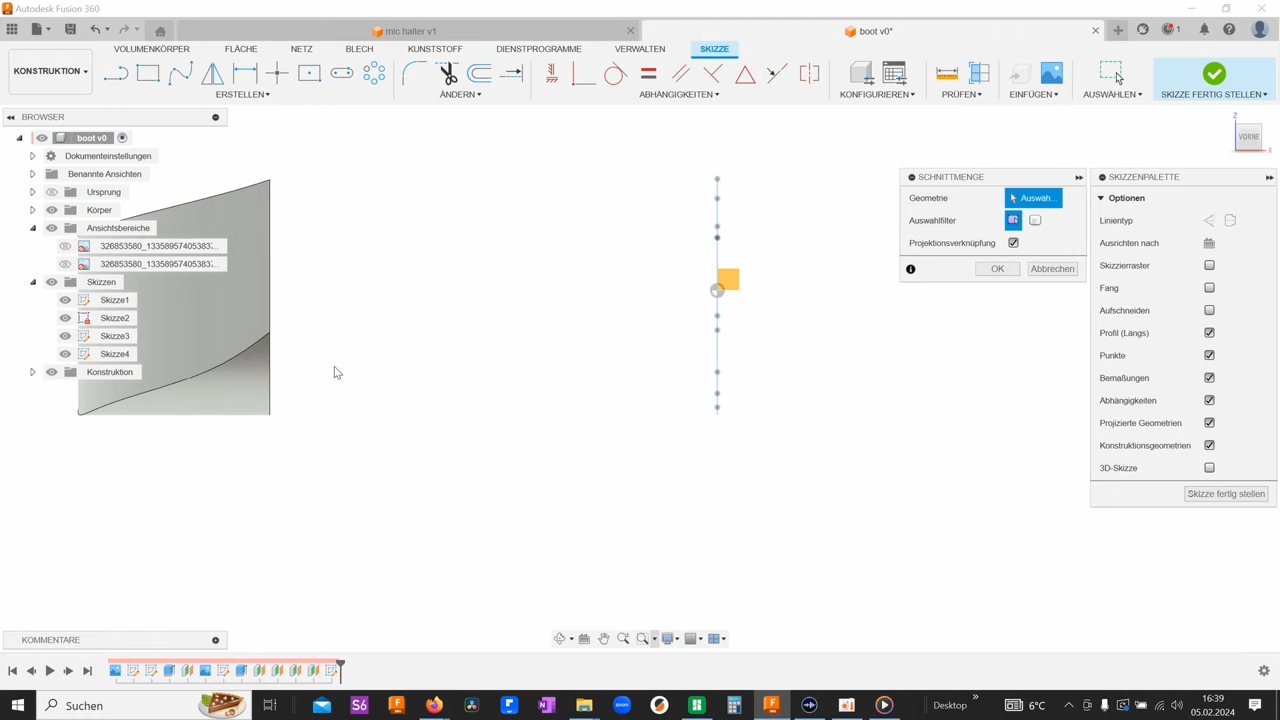 Autodesk Fusion 360
mic halter v1
boot v0*
KONSTRUKTION
VOLUMENKÖRPER
FLÄCHE
NETZ
BLECH
KUNSTSTOFF
DIENSTPROGRAMME
VERWALTEN
SKIZZE
ERSTELLEN
ÄNDERN
ABHÄNGIGKEITEN
KONFIGURIEREN
PRÜFEN
EINFÜGEN
AUSWÄHLEN
SKIZZE FERTIG STELLEN
BROWSER
boot v0
Dokumenteinstellungen
Benannte Ansichten
Ursprung
Körper
Ansichtsbereiche
326853580_13358957405383?...
326853580_13358957405383?...
Skizzen
Skizze1
Skizze2
Skizze3
Skizze4
Konstruktion
Z
VORNE
X
SCHNITTMENGE
Geometrie
Auswäh...
Auswahlfilter
Projektionsverknüpfung
OK
Abbrechen
SKIZZENPALETTE
Optionen
Linientyp
Ausrichten nach
Skizzierraster
Fang
Aufschneiden
Profil (Längs)
Punkte
Bemaßungen
Abhängigkeiten
Projizierte Geometrien
Konstruktionsgeometrien
3D-Skizze
Skizze fertig stellen
KOMMENTARE
Suchen
Desktop
6°C
16:39
05.02.2024